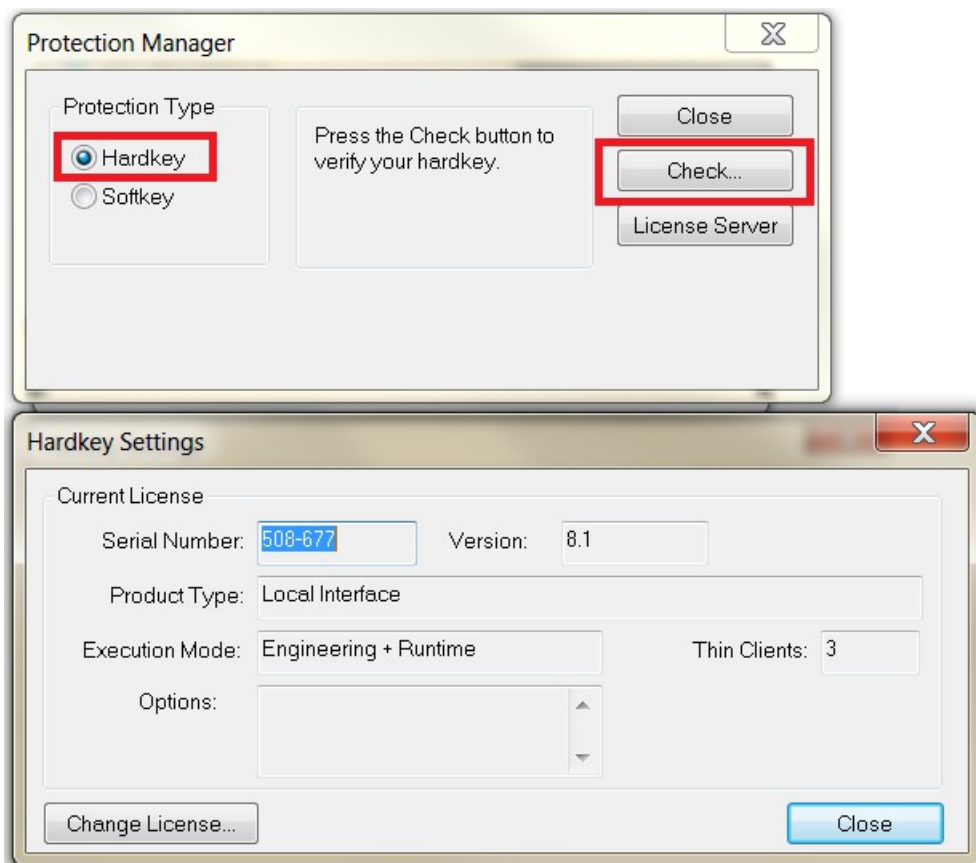 Protection Manager
Protection Type
Hardkey
Softkey
Press the Check button to
verify your hardkey.
Close
Check...
License Server
Hardkey Settings
Current License
Serial Number: 508-677 Version: 8.1
Product Type: Local Interface
Execution Mode: Engineering + Runtime Thin Clients: 3
Options:
Change License... Close